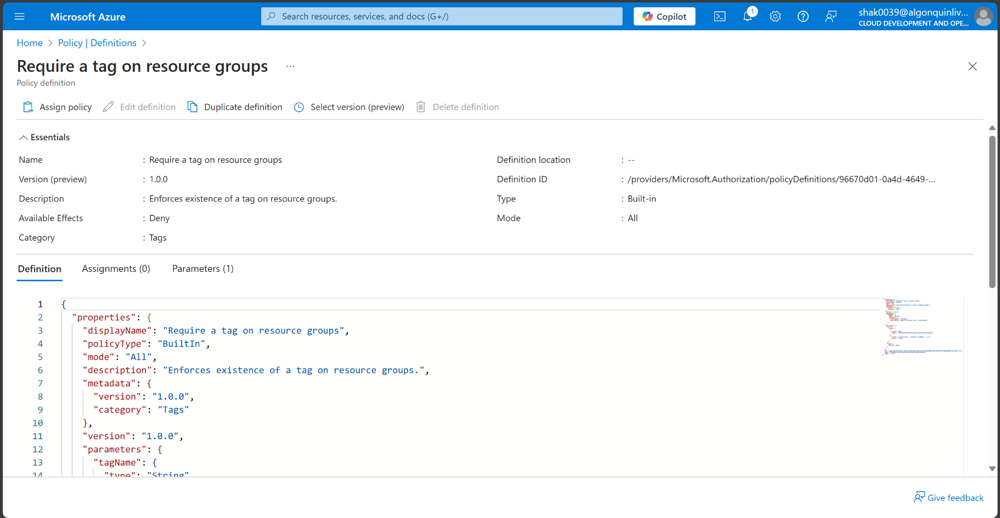 Microsoft Azure
Search resources, services, and docs (G+/)
Copilot
1
shak0039@algonquinliv...
CLOUD DEVELOPMENT AND OPE...
Home > Policy | Definitions >
Require a tag on resource groups ...
Policy definition
Assign policy Edit definition Duplicate definition Select version (preview) Delete definition
Essentials
Name : Require a tag on resource groups
Version (preview) : 1.0.0
Description : Enforces existence of a tag on resource groups.
Available Effects : Deny
Category : Tags
Definition location : --
Definition ID : /providers/Microsoft.Authorization/policyDefinitions/96670d01-0a4d-4649-...
Type : Built-in
Mode : All
Definition Assignments (0) Parameters (1)
1 {
2 "properties": {
3 "displayName": "Require a tag on resource groups",
4 "policyType": "BuiltIn",
5 "mode": "All",
6 "description": "Enforces existence of a tag on resource groups.",
7 "metadata": {
8 "version": "1.0.0",
9 "category": "Tags"
10 },
11 "version": "1.0.0",
12 "parameters": {
13 "tagName": {
14 "type": "String"
Give feedback